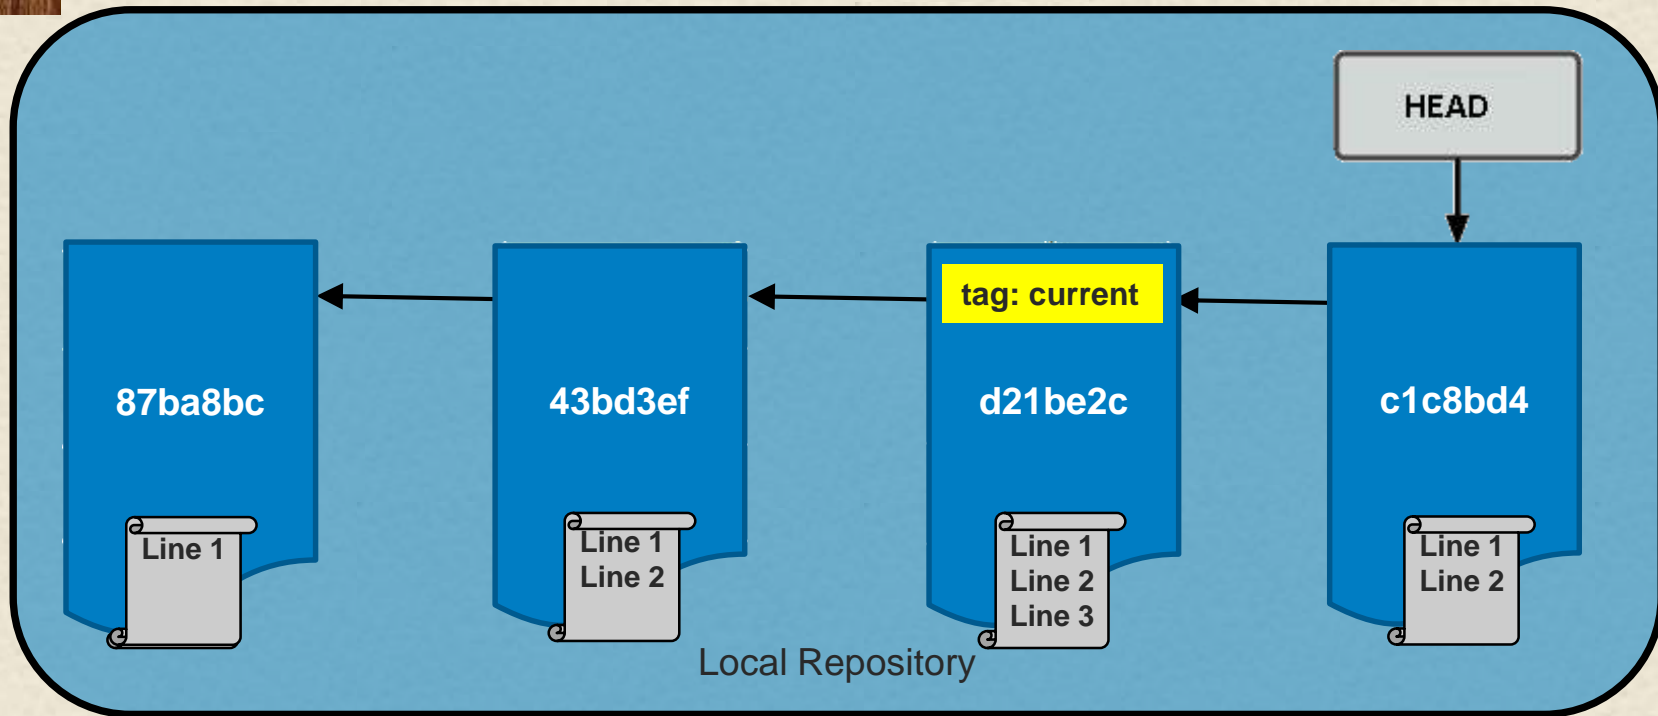 HEAD
tag: current
87ba8bc
43bd3ef
d21be2c
c1c8bd4
Line 1
Line 1
Line 2
Line 1
Line 2
Line 3
Line 1
Line 2
Local Repository